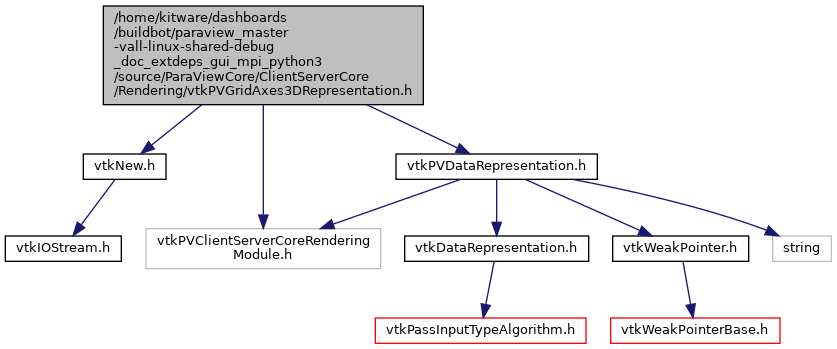 /home/kitware/dashboards
/buildbot/paraview_master
-vall-linux-shared-debug
_doc_extdeps_gui_mpi_python3
/source/ParaViewCore/ClientServerCore
/Rendering/vtkPVGridAxes3DRepresentation.h
vtkNew.h
vtkPVDataRepresentation.h
vtkIOStream.h
vtkPVClientServerCoreRendering
Module.h
vtkDataRepresentation.h
vtkWeakPointer.h
string
vtkPassInputTypeAlgorithm.h
vtkWeakPointerBase.h